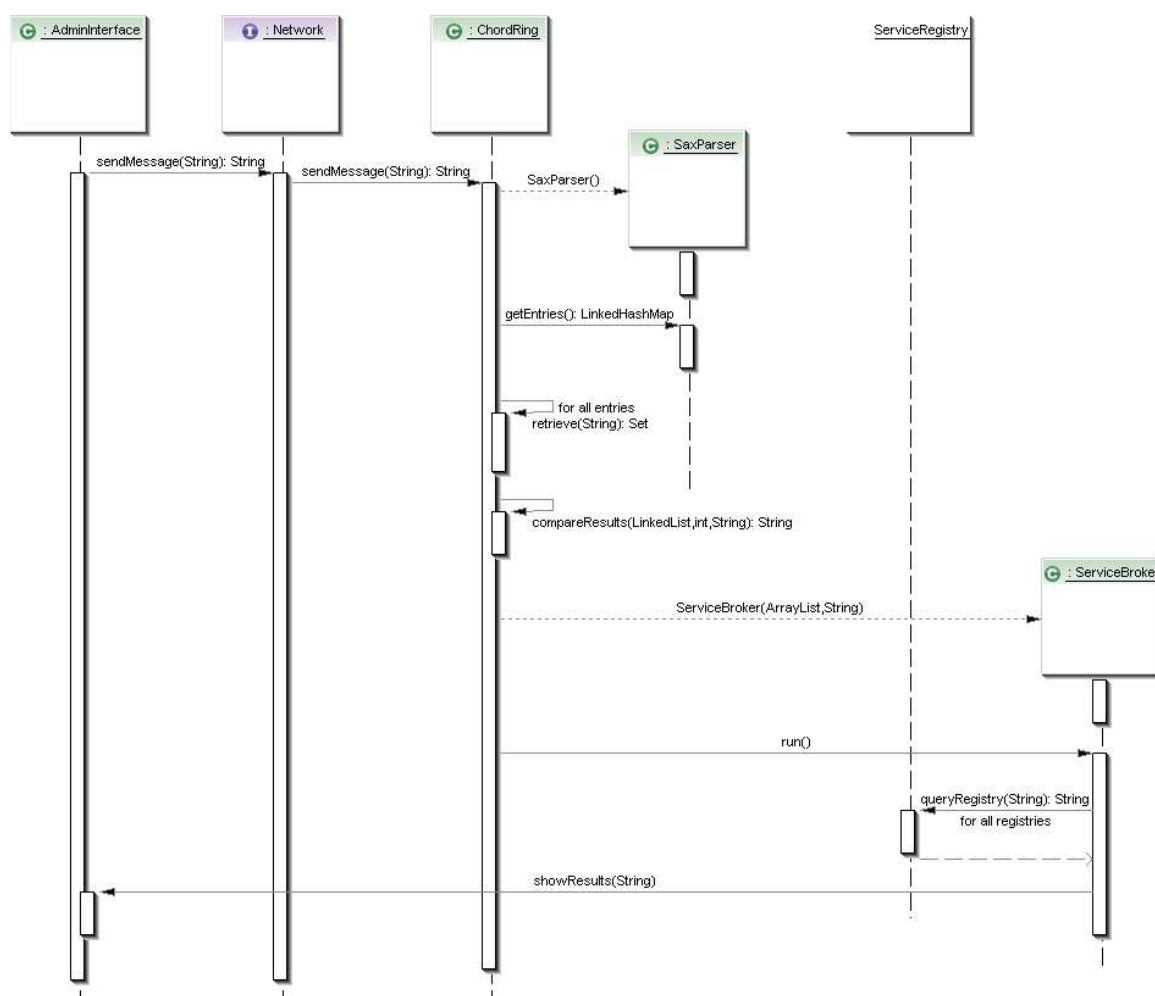 C : AdminInterface
I : Network
C : ChordRing
ServiceRegistry
C : SaxParser
sendMessage(String): String
sendMessage(String): String
SaxParser()
getEntries(): LinkedHashMap
for all entries
retrieve(String): Set
compareResults(LinkedList,int,String): String
C : ServiceBroke
ServiceBroker(ArrayList,String)
run()
queryRegistry(String): String
for all registries
showResults(String)